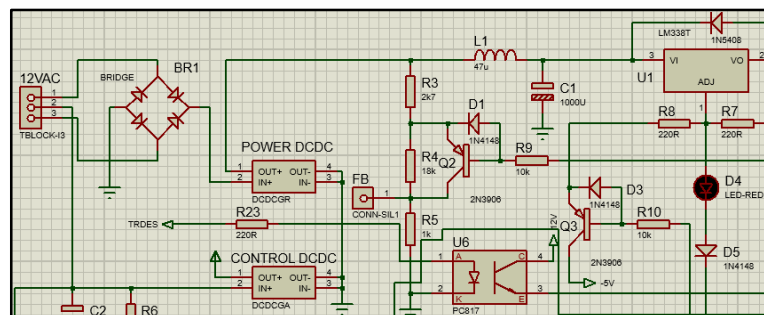 L1
47u
LM338T
1N5408
12VAC
1
2
3
TBLOCK-I3
BRIDGE
BR1
R3
2k7
C1
1000U
U1
3
VI
VO
2
ADJ
1
D1
1N4148
R8
220R
R7
220R
POWER DCDC
1
2
OUT+
IN+
OUT-
IN-
4
3
DCDCGR
R4
18k
Q2
2N3906
R9
10k
FB
1
CONN-SIL1
D3
1N4148
D4
LED-RED
TRDES
R23
220R
R5
1k
12V
Q3
2N3906
R10
10k
U6
1
2
A
K
C
E
4
3
PC817
D5
1N4148
-5V
CONTROL DCDC
1
2
OUT+
IN+
OUT-
IN-
4
3
DCDCGA
C2
R6